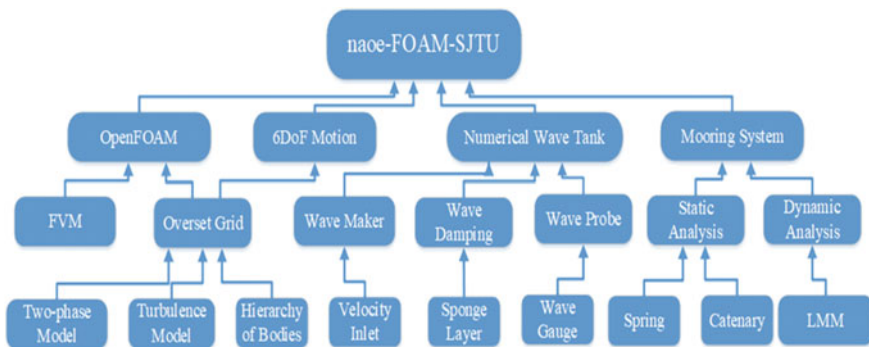 naoe-FOAM-SJTU
OpenFOAM
6DoF Motion
Numerical Wave Tank
Mooring System
FVM
Overset Grid
Wave Maker
Wave
Damping
Wave Probe
Static
Analysis
Dynamic
Analysis
Two-phase
Model
Turbulence
Model
Hierarchy
of Bodies
Velocity
Inlet
Sponge
Layer
Wave
Gauge
Spring
Catenary
LMM